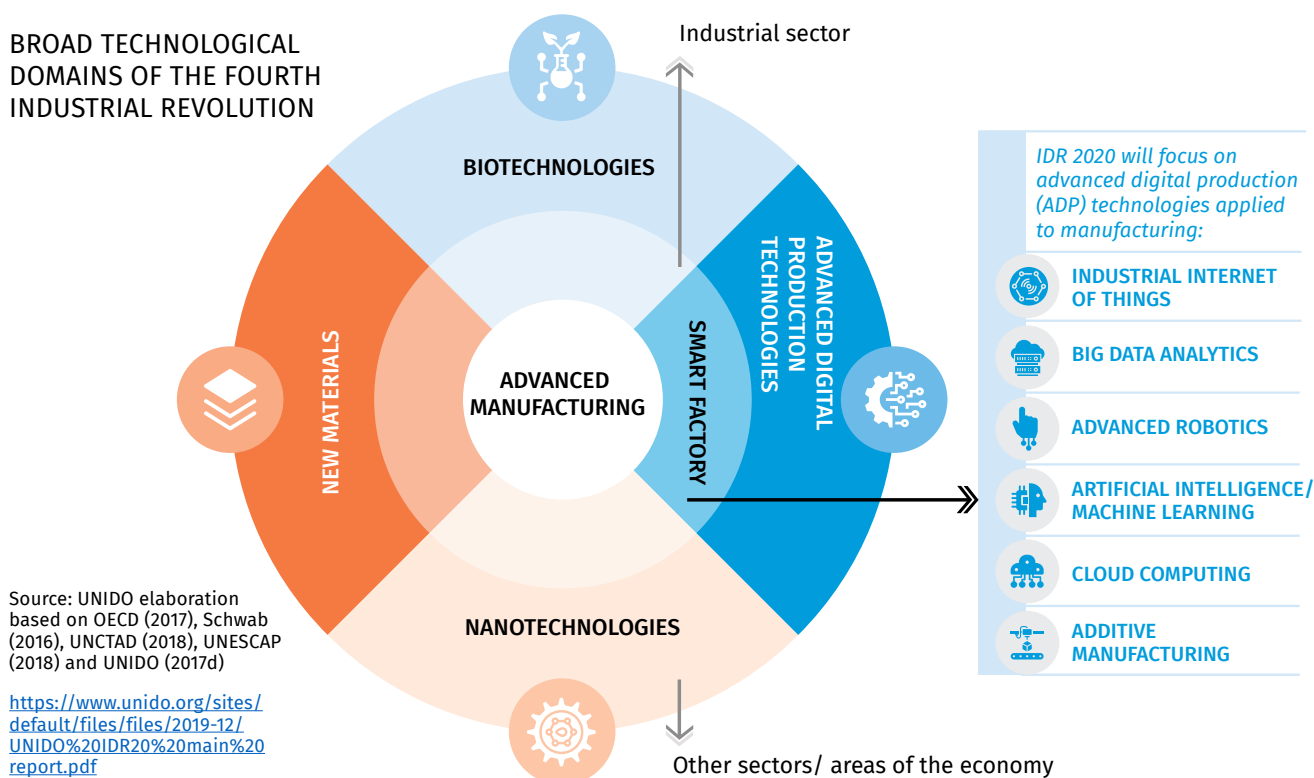 BROAD TECHNOLOGICAL
DOMAINS OF THE FOURTH
INDUSTRIAL REVOLUTION
Industrial sector
BIOTECHNOLOGIES
NEW MATERIALS
ADVANCED
MANUFACTURING
SMART FACTORY
ADVANCED DIGITAL
PRODUCTION
TECHNOLOGIES
NANOTECHNOLOGIES
Other sectors/ areas of the economy
IDR 2020 will focus on
advanced digital production
(ADP) technologies applied
to manufacturing:
INDUSTRIAL INTERNET
OF THINGS
BIG DATA ANALYTICS
ADVANCED ROBOTICS
ARTIFICIAL INTELLIGENCE/
MACHINE LEARNING
CLOUD COMPUTING
ADDITIVE
MANUFACTURING
Source: UNIDO elaboration
based on OECD (2017), Schwab
(2016), UNCTAD (2018), UNESCAP
(2018) and UNIDO (2017d)
https://www.unido.org/sites/
default/files/files/2019-12/
UNIDO%20IDR20%20main%20
report.pdf